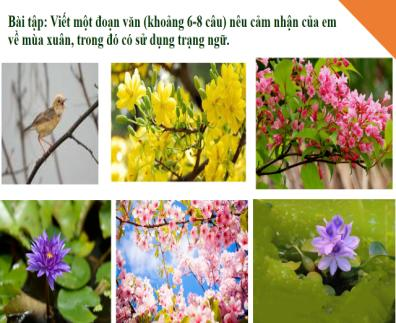 Bài tập: Viết một đoạn văn (khoảng 6-8 câu) nêu cảm nhận của em
về mùa xuân, trong đó có sử dụng trạng ngữ.